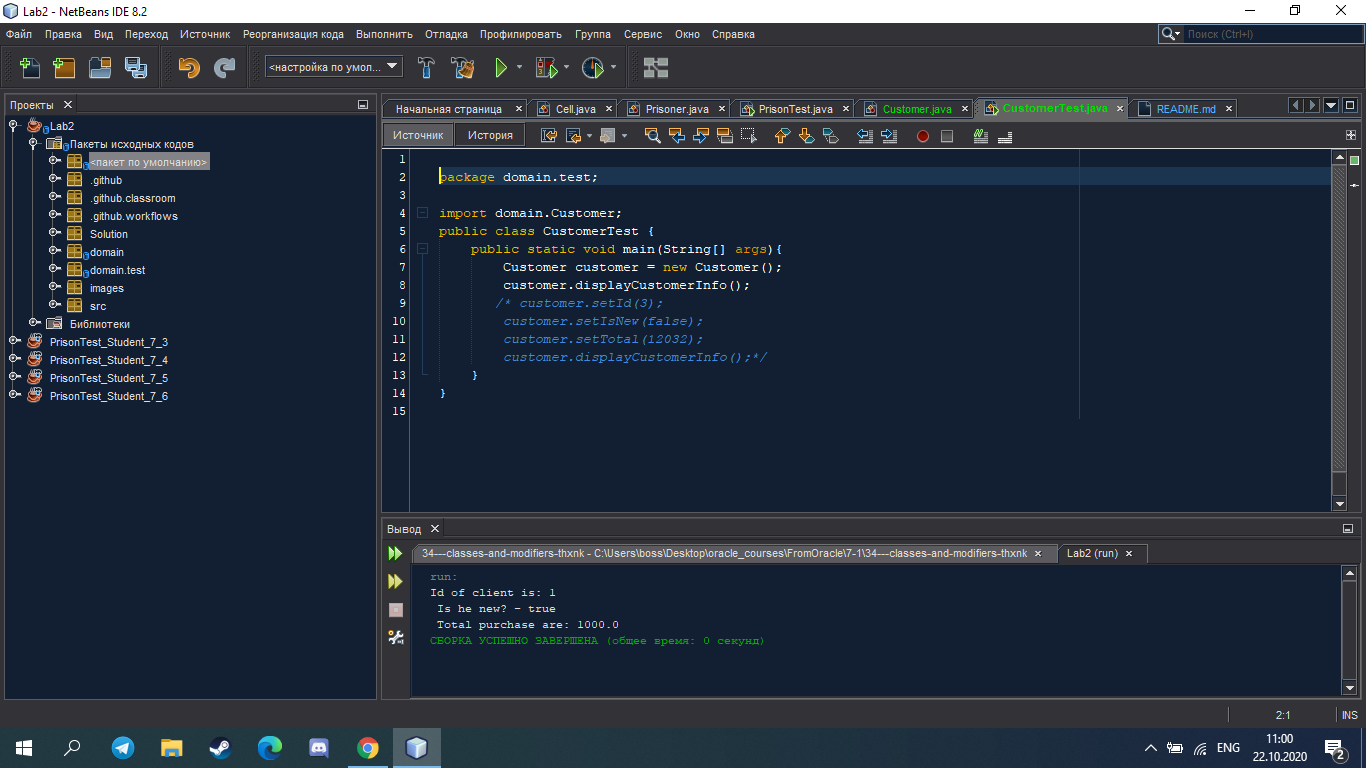 Lab2 - NetBeans IDE 8.2
Файл Правка Вид Переход Источник Реорганизация кода Выполнить Отладка Профилировать Группа Сервис Окно Справка
Поиск (Ctrl+I)
<настройка по умол...
Проекты
Lab2
Пакеты исходных кодов
<пакет по умолчанию>
.github
.github.classroom
.github.workflows
Solution
domain
domain.test
images
src
Библиотеки
PrisonTest_Student_7_3
PrisonTest_Student_7_4
PrisonTest_Student_7_5
PrisonTest_Student_7_6
Начальная страница Cell.java Prisoner.java PrisonTest.java Customer.java CustomerTest.java README.md
Источник История
1
2 package domain.test;
3
4 import domain.Customer;
5 public class CustomerTest {
6 public static void main(String[] args){
7 Customer customer = new Customer();
8 customer.displayCustomerInfo();
9 /* customer.setId(3);
10 customer.setIsNew(false);
11 customer.setTotal(12032);
12 customer.displayCustomerInfo();*/
13 }
14 }
15
Вывод
34---classes-and-modifiers-thxnk - C:\Users\boss\Desktop\oracle_courses\FromOracle\7-1\34---classes-and-modifiers-thxnk Lab2 (run)
run:
Id of client is: 1
Is he new? - true
Total purchase are: 1000.0
СБОРКА УСПЕШНО ЗАВЕРШЕНА (общее время: 0 секунд)
2:1 INS
ENG
11:00
22.10.2020
2